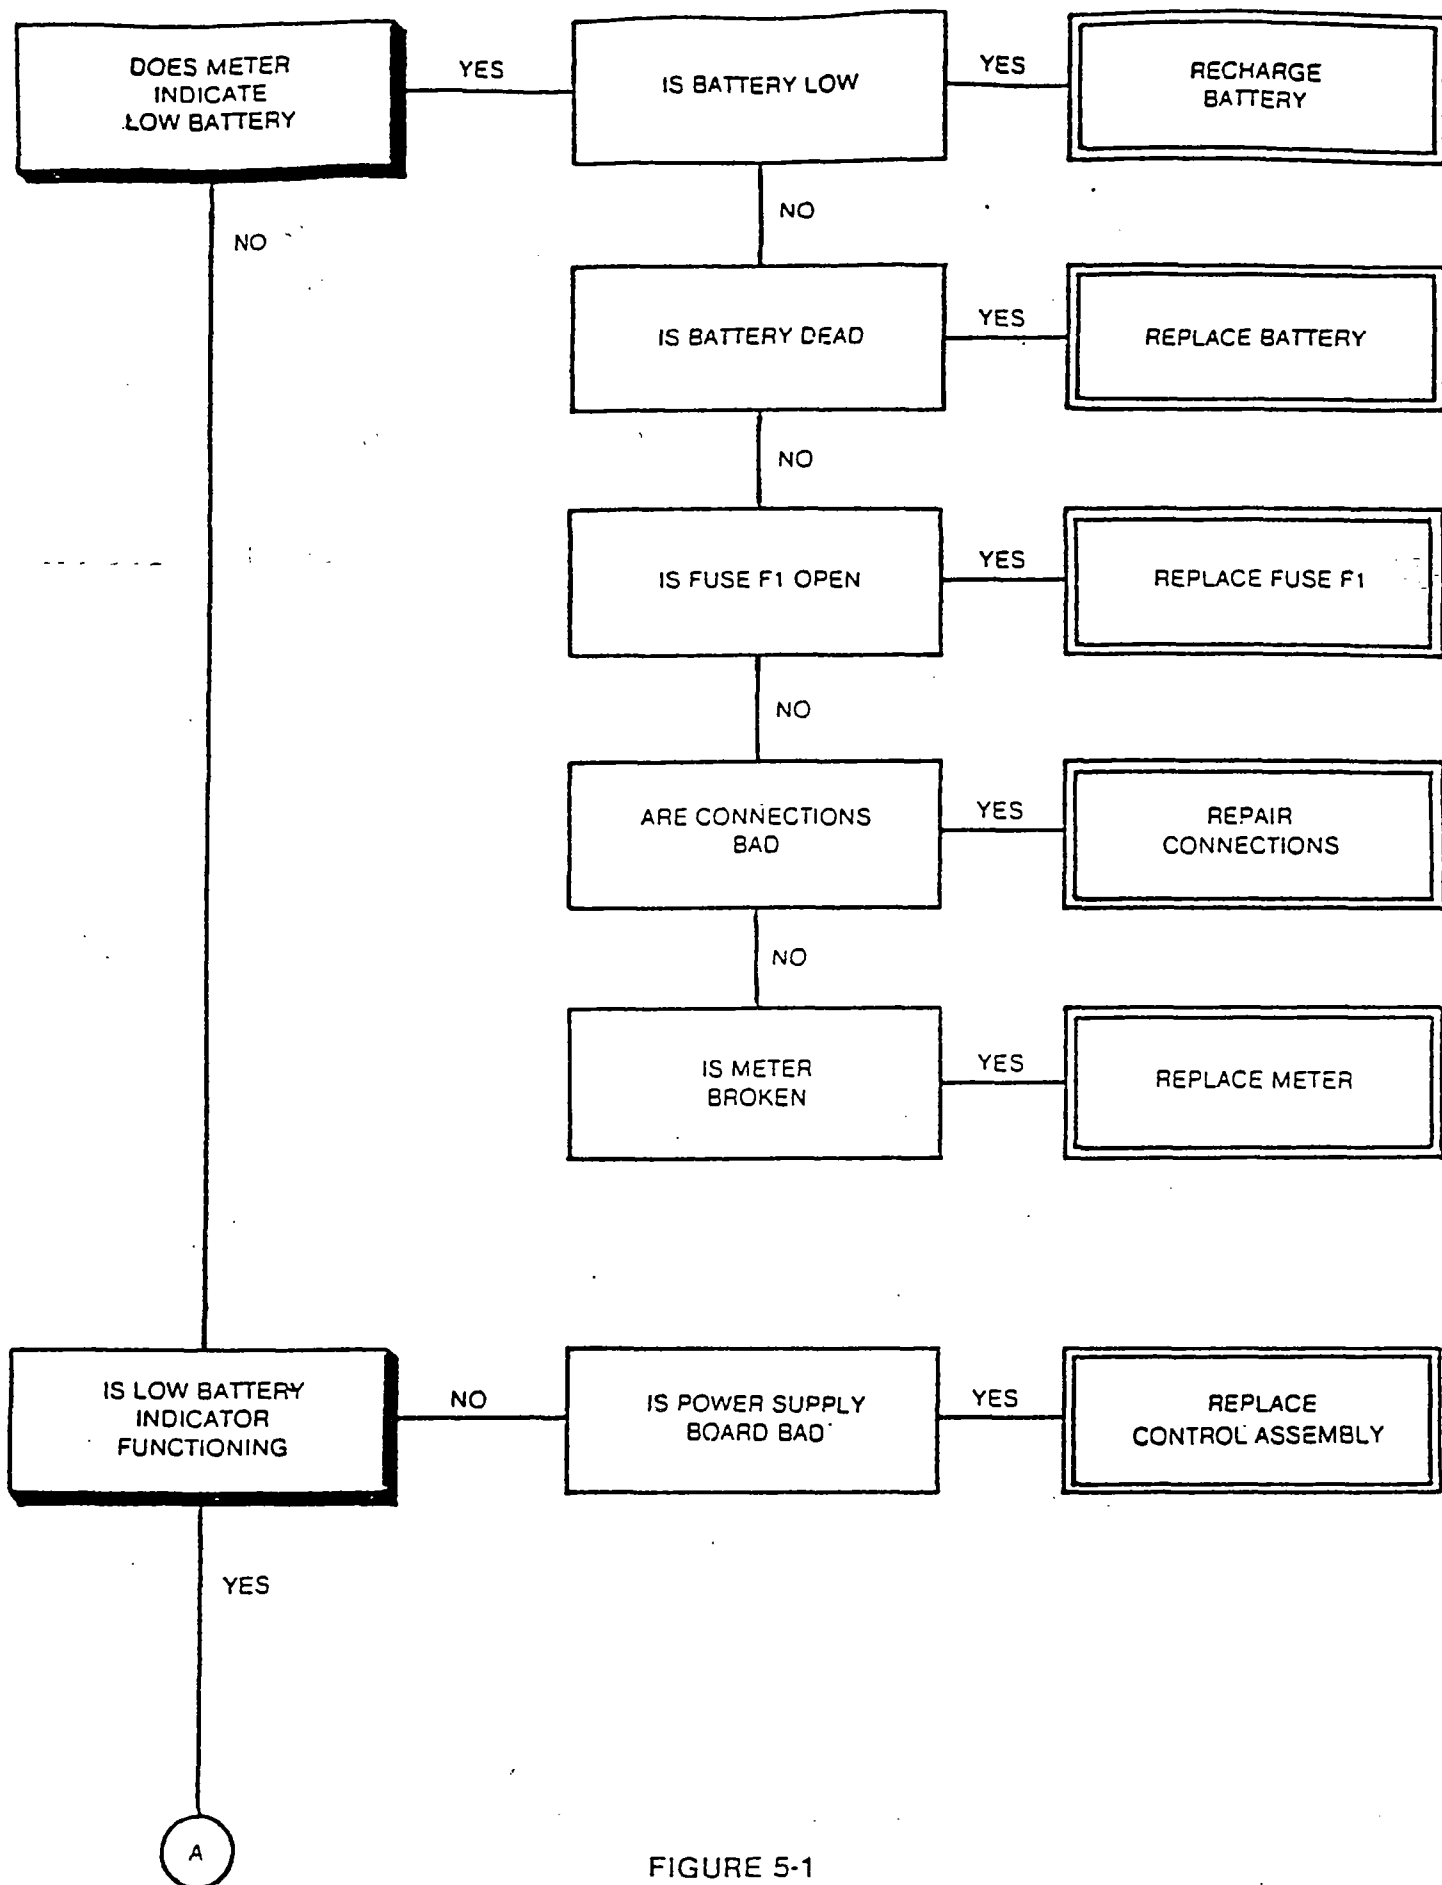 DOES METER
INDICATE
LOW BATTERY
YES
IS BATTERY LOW
YES
RECHARGE
BATTERY
NO
NO
IS BATTERY DEAD
YES
REPLACE BATTERY
NO
IS FUSE F1 OPEN
YES
REPLACE FUSE F1
NO
ARE CONNECTIONS
BAD
YES
REPAIR
CONNECTIONS
NO
IS METER
BROKEN
YES
REPLACE METER
IS LOW BATTERY
INDICATOR
FUNCTIONING
NO
IS POWER SUPPLY
BOARD BAD
YES
REPLACE
CONTROL ASSEMBLY
YES
A
FIGURE 5-1